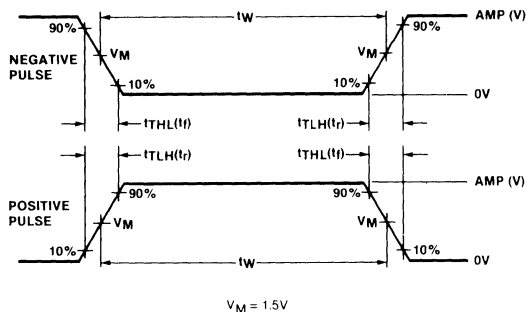 tW
AMP (V)
90%
90%
NEGATIVE
PULSE
VM
VM
10%
10%
0V
tTHL(tf)
tTLH(tr)
tTLH(tr)
tTHL(tf)
AMP (V)
POSITIVE
PULSE
90%
90%
VM
VM
10%
10%
tW
0V
VM = 1.5V